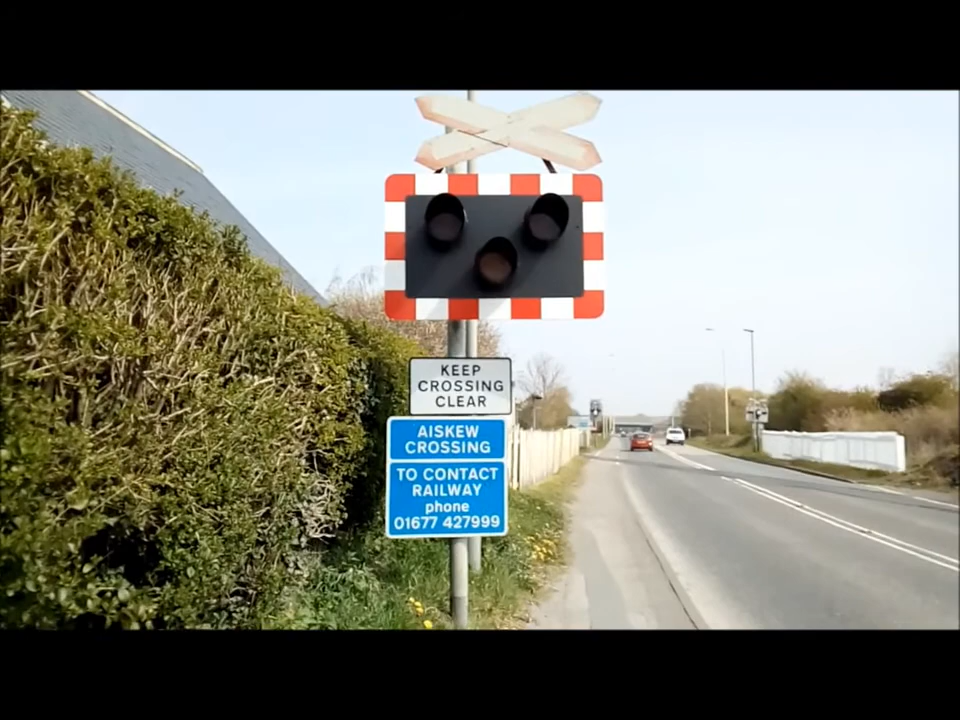 KEEP
CROSSING
CLEAR
AISKEW
CROSSING
TO CONTACT
RAILWAY
phone
01677 427999